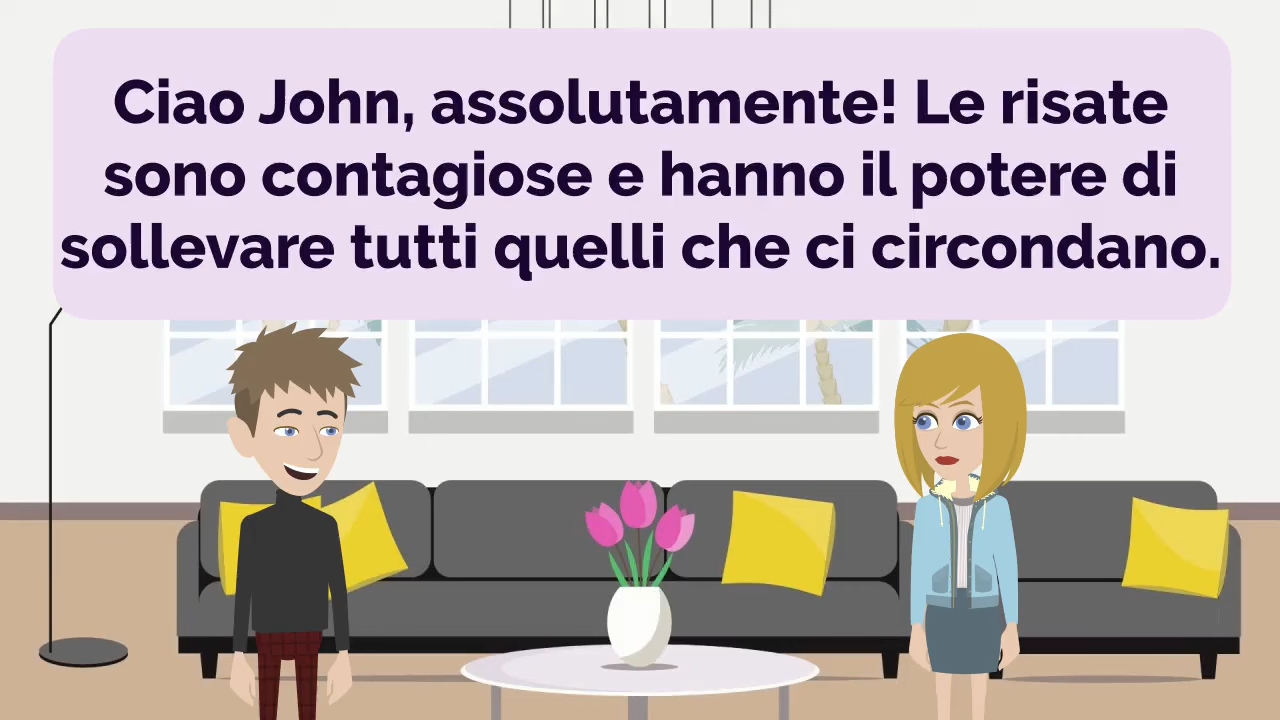 Ciao John, assolutamente! Le risate
sono contagiose e hanno il potere di
sollevare tutti quelli che ci circondano.